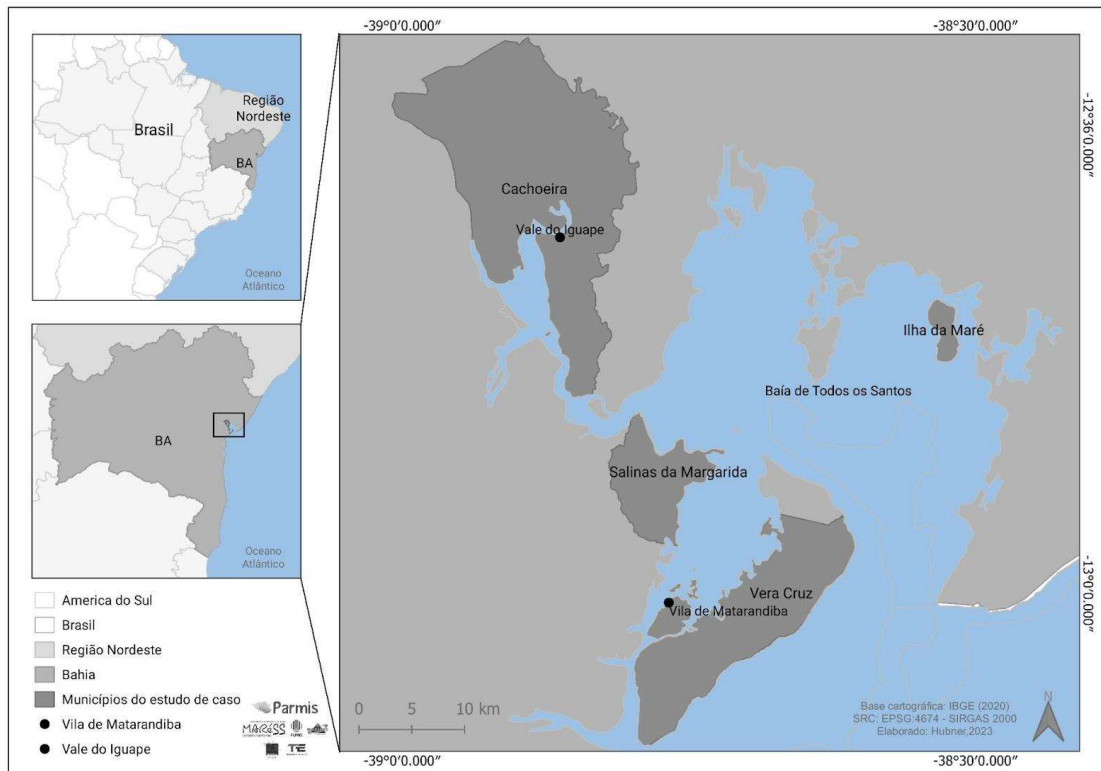 -39°0′0.000″
-38°30′0.000″
Região
Nordeste
Brasil
BA
Oceano
Atlântico
BA
Oceano
Atlântico
America do Sul
Brasil
Região Nordeste
Bahia
Municípios do estudo de caso
Vila de Matarandiba
Vale do Iguape
Parmis
MARéSS
Cachoeira
Vale do Iguape
Ilha da Maré
Baía de Todos os Santos
Salinas da Margarida
Vera Cruz
Vila de Matarandiba
-12°36′0.000″
-13°0′0.000″
0 5 10 km
Base cartográfica: IBGE (2020)
SRC: EPSG:4674 - SIRGAS 2000
Elaborado: Hubner,2023
N
-39°0′0.000″
-38°30′0.000″